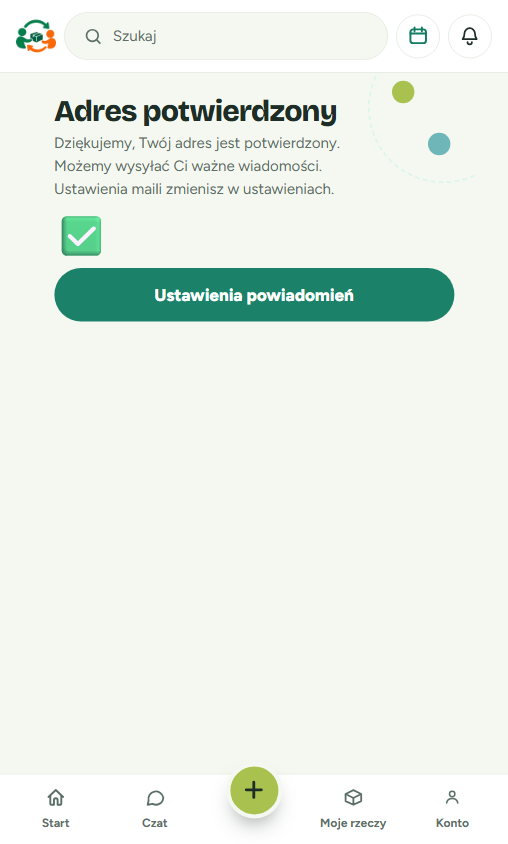 Szukaj
Adres potwierdzony
Dziękujemy, Twój adres jest potwierdzony.
Możemy wysyłać Ci ważne wiadomości.
Ustawienia maili zmienisz w ustawieniach.
Ustawienia powiadomień
Start
Czat
Moje rzeczy
Konto